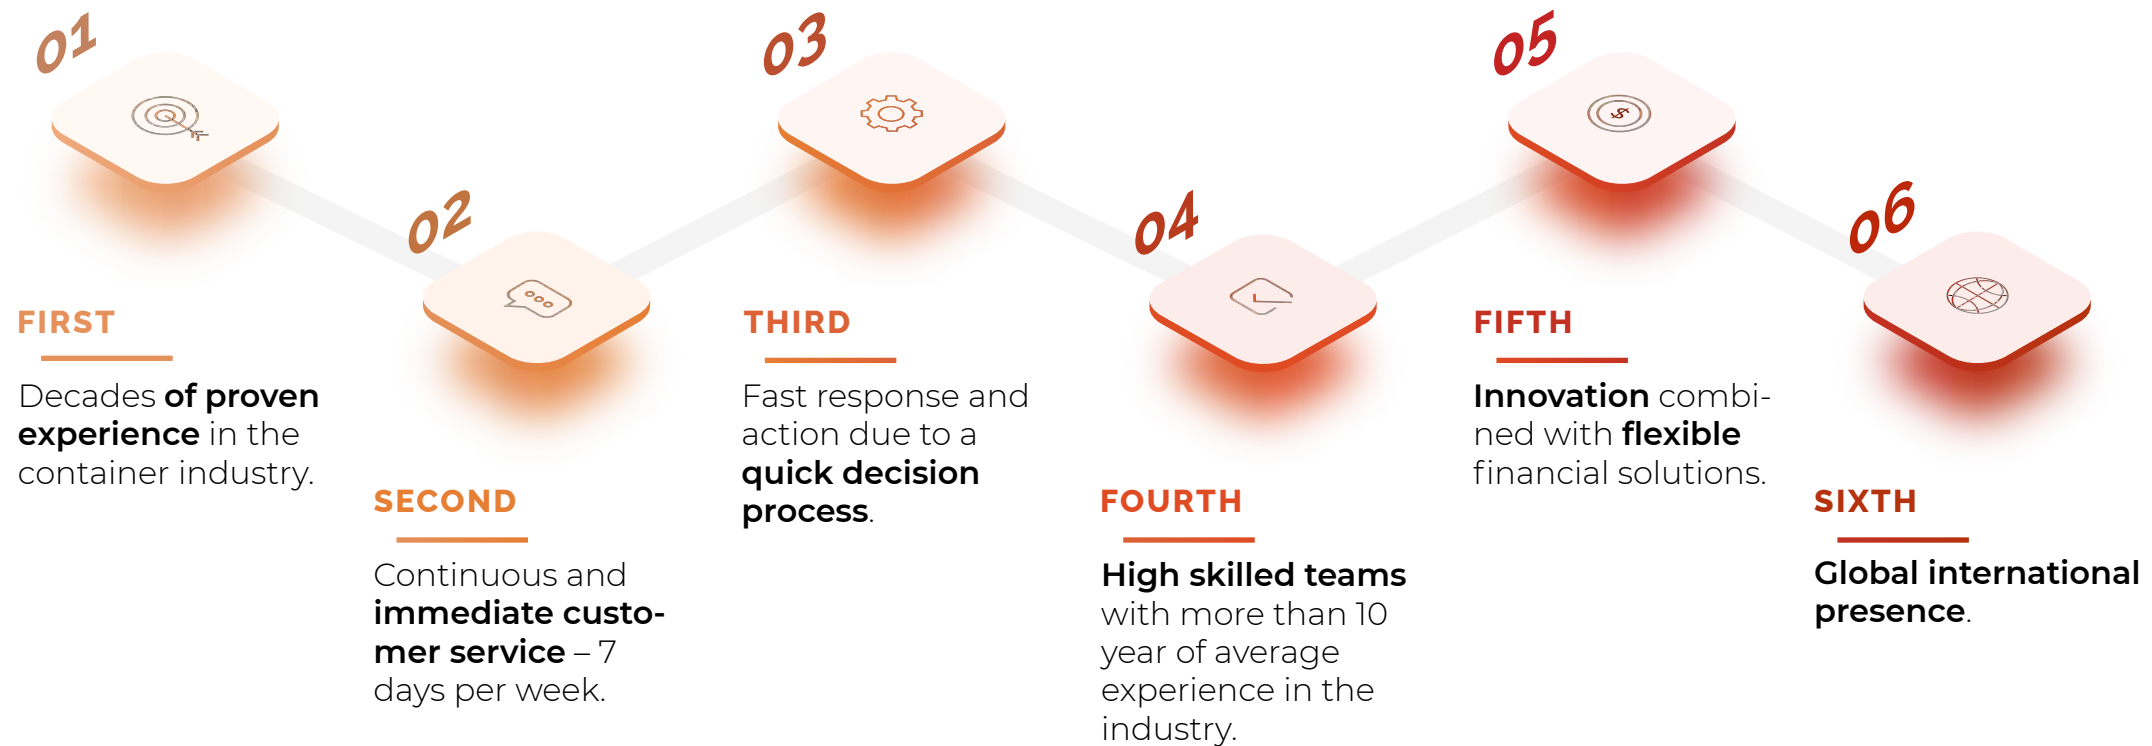 01
FIRST
Decades of proven
experience in the
container industry.
02
SECOND
Continuous and
immediate custo-
mer service – 7
days per week.
03
THIRD
Fast response and
action due to a
quick decision
process.
04
FOURTH
High skilled teams
with more than 10
year of average
experience in the
industry.
05
$
FIFTH
Innovation combi-
ned with flexible
financial solutions.
06
SIXTH
Global international
presence.